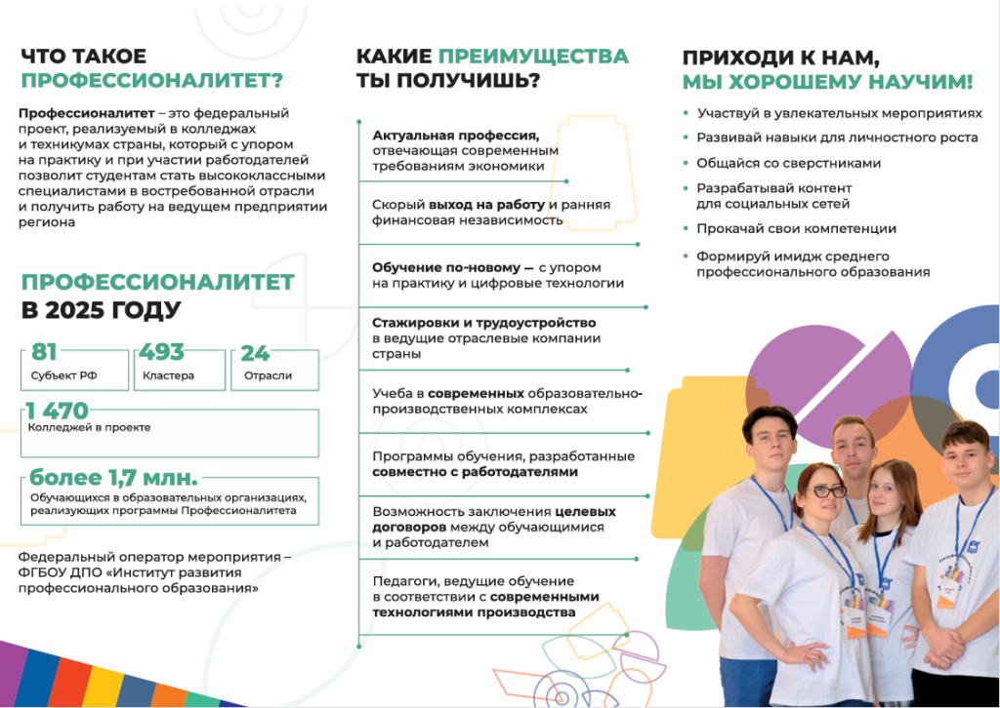 ЧТО ТАКОЕ
ПРОФЕССИОНАЛИТЕТ?
Профессионалитет – это федеральный
проект, реализуемый в колледжах
и техникумах страны, который с упором
на практику и при участии работодателей
позволит студентам стать высококлассными
специалистами в востребованной отрасли
и получить работу на ведущем предприятии
региона
ПРОФЕССИОНАЛИТЕТ
В 2025 ГОДУ
81
Субъект РФ
493
Кластера
24
Отрасли
1 470
Колледжей в проекте
более 1,7 млн.
Обучающихся в образовательных организациях,
реализующих программы Профессионалитета
Федеральный оператор мероприятия –
ФГБОУ ДПО «Институт развития
профессионального образования»
КАКИЕ ПРЕИМУЩЕСТВА
ТЫ ПОЛУЧИШЬ?
Актуальная профессия,
отвечающая современным
требованиям экономики
Скорый выход на работу и ранняя
финансовая независимость
Обучение по-новому — с упором
на практику и цифровые технологии
Стажировки и трудоустройство
в ведущие отраслевые компании
страны
Учеба в современных образовательно-
производственных комплексах
Программы обучения, разработанные
совместно с работодателями
Возможность заключения целевых
договоров между обучающимися
и работодателем
Педагоги, ведущие обучение
в соответствии с современными
технологиями производства
ПРИХОДИ К НАМ,
МЫ ХОРОШЕМУ НАУЧИМ!
• Участвуй в увлекательных мероприятиях
• Развивай навыки для личностного роста
• Общайся со сверстниками
• Разрабатывай контент
для социальных сетей
• Прокачай свои компетенции
• Формируй имидж среднего
профессионального образования